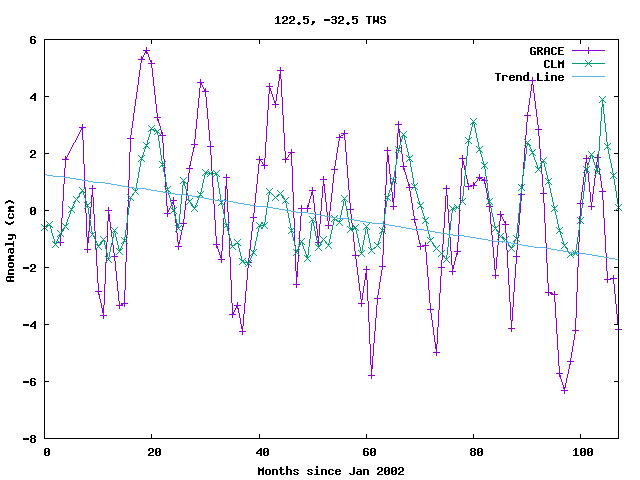 122.5, -32.5 TWS
GRACE
CLM
Trend Line
6
4
2
0
-2
-4
-6
-8
Anomaly (cm)
0 20 40 60 80 100
Months since Jan 2002